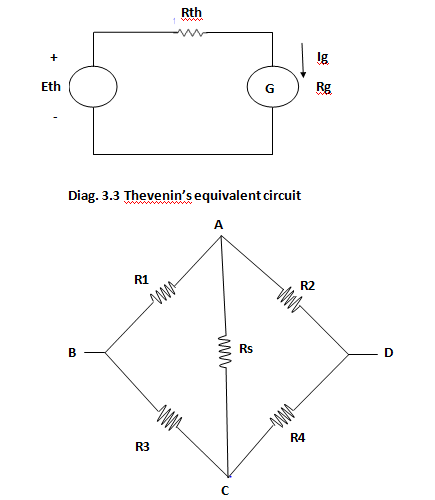 Rth
+
Ig
Eth
G
Rg
-
Diag. 3.3 Thevenin's equivalent circuit
A
R1
R2
B
Rs
D
R3
R4
C